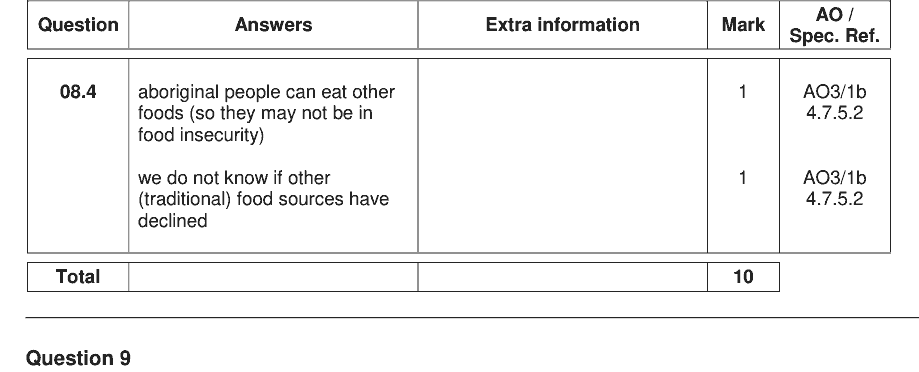 Question Answers Extra information Mark AO / Spec. Ref.
08.4 aboriginal people can eat other 1 AO3/1b
foods (so they may not be in 4.7.5.2
food insecurity)
we do not know if other 1 AO3/1b
(traditional) food sources have 4.7.5.2
declined
Total 10
Question 9